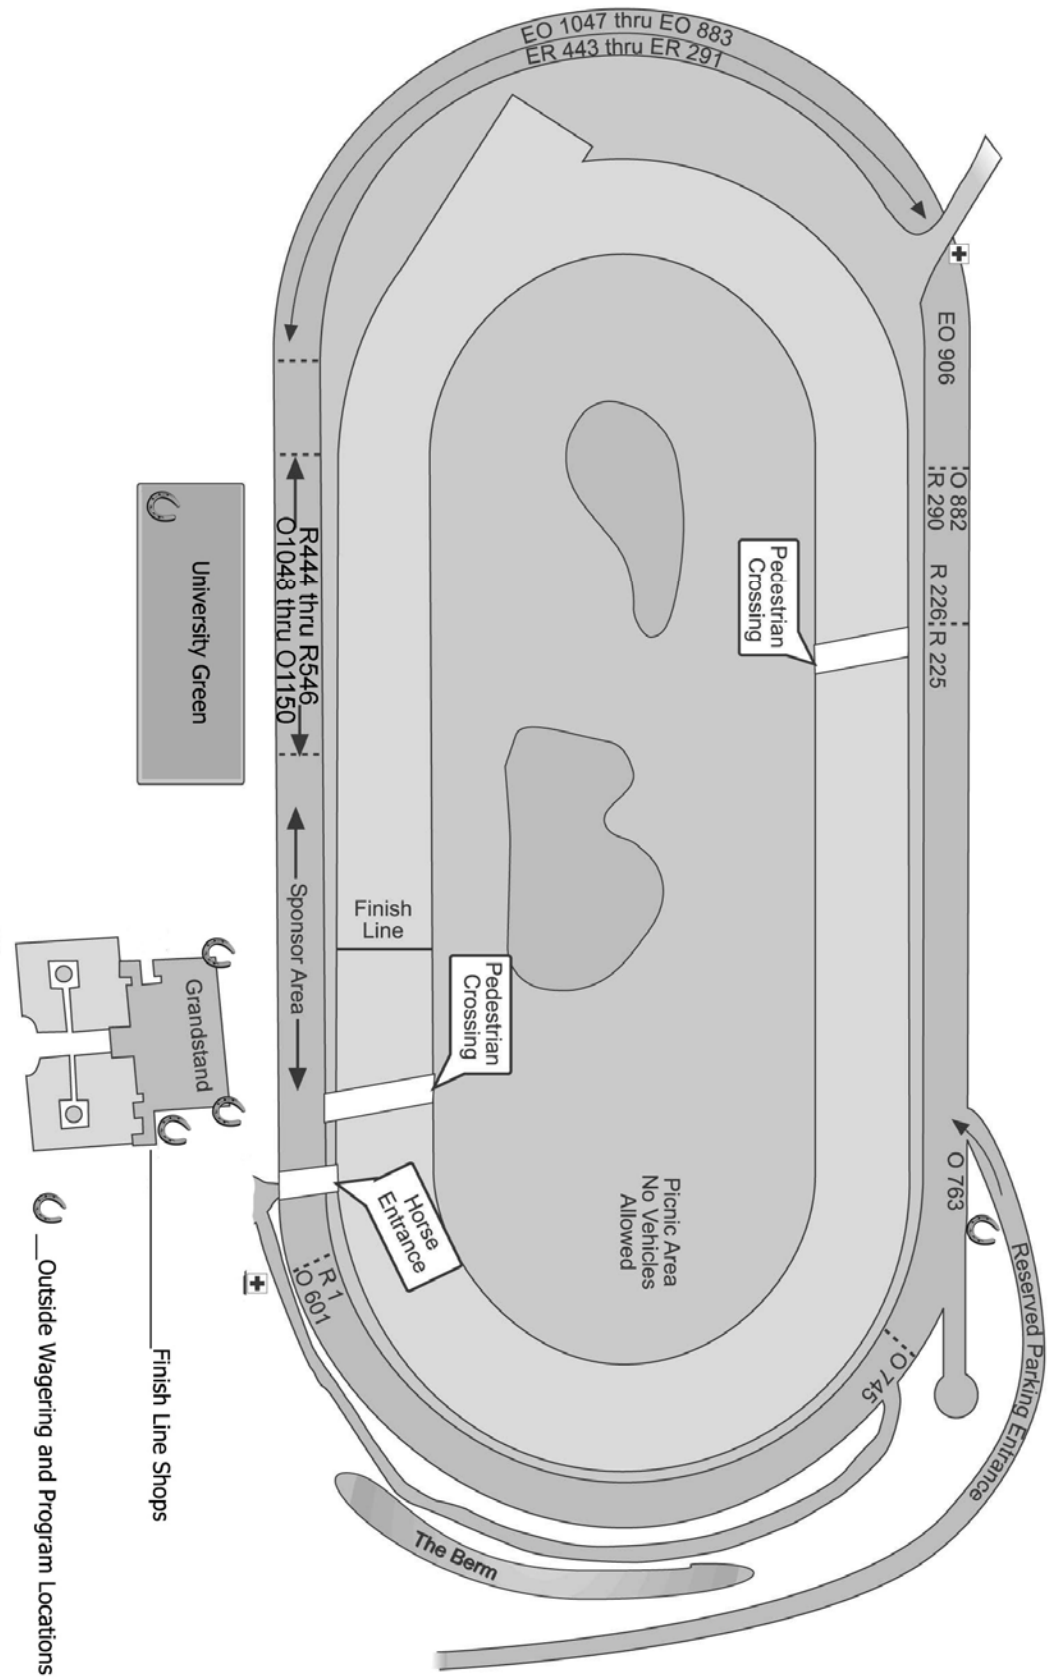 EO 1047 thru EO 883
ER 443 thru ER 291
EO 906
O 882
R 290
R 226
R 225
R444 thru R546
O1048 thru O1150
Pedestrian
Crossing
University Green
Sponsor Area
Finish
Line
Pedestrian
Crossing
Grandstand
Picnic Area
No Vehicles
Allowed
Horse
Entrance
O 763
R 1
O 601
O 745
Reserved Parking Entrance
The Berm
Finish Line Shops
__Outside Wagering and Program Locations